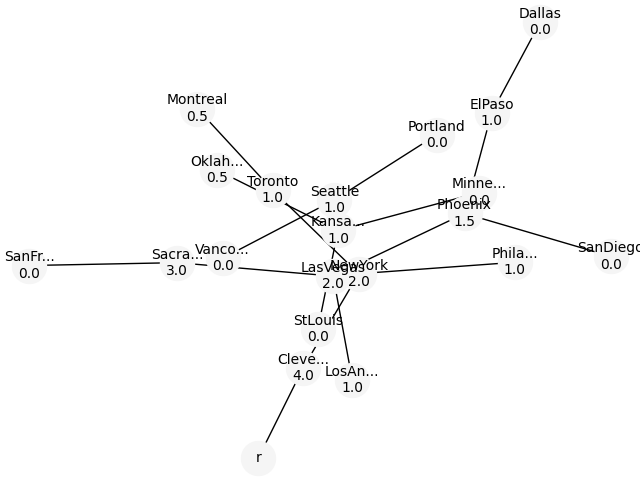 Dallas
0.0
Montreal
0.5
ElPaso
1.0
Portland
0.0
Oklah...
0.5
Toronto
1.0
Seattle
1.0
Minne...
0.0
Phoenix
1.5
Kansa...
1.0
SanFr...
0.0
Sacra...
3.0
Vanco...
0.0
LasVegas
2.0
NewYork
2.0
Phila...
1.0
SanDiego
0.0
StLouis
0.0
Cleve...
4.0
LosAn...
1.0
r